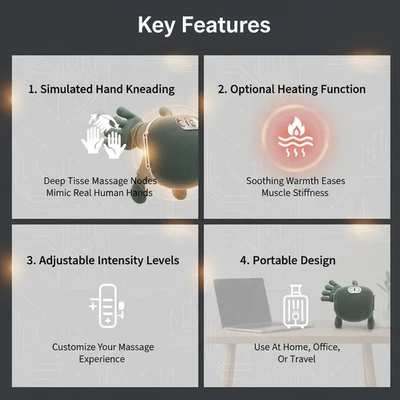 Key Features
1. Simulated Hand Kneading
Deep Tisse Massage Nodes
Mimic Real Human Hands
2. Optional Heating Function
Soothing Warmth Eases
Muscle Stiffness
3. Adjustable Intensity Levels
Customize Your Massage
Experience
4. Portable Design
Use At Home, Office,
Or Travel